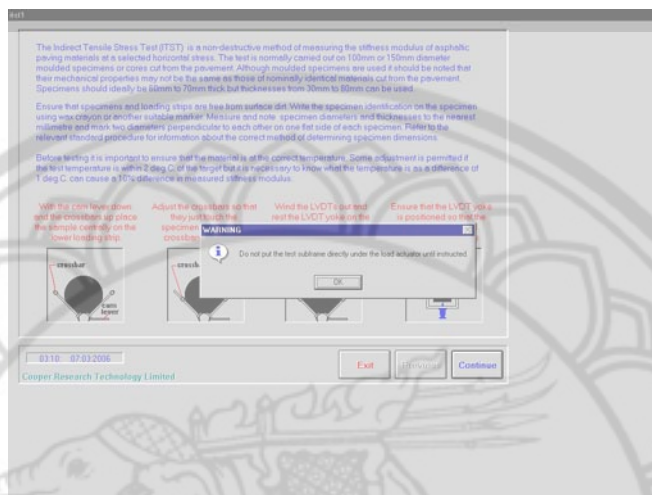 The Indirect Tensile Stress Test (ITST) is a non-destructive method of measuring the stiffness modulus of asphaltic
paving materials at a selected horizontal stress. The test is normally carried out on 100mm or 150mm diameter
moulded specimens or cores cut from the pavement. Although moulded specimens are used it should be noted that
their mechanical properties may not be the same as those of nominally identical materials cut from the pavement.
Specimens should ideally be 60mm to 70mm thick but thicknesses from 30mm to 80mm can be used.
Ensure that specimens and loading strips are free from surface dirt. Write the specimen identification on the specimen
using wax crayon or another suitable marker. Measure and note specimen diameters and thicknesses to the nearest
millimetre and mark two diameters perpendicular to each other on one flat side of each specimen. Refer to the
relevant standard procedure for information about the correct method of determining specimen dimensions.
Before testing it is important to ensure that the material is at the correct temperature. Some adjustment is permitted if
the test temperature is within 2 deg C. of the target but it is necessary to know what the temperature is as a difference of
1 deg C. can cause a 10% difference in measured stiffness modulus.
With the cam lever down
and the crossbars up place
the sample centrally on the
lower loading strip.
Adjust the crossbars so that
they just touch the
specimen
crossbar
Wind the LVDTs out and
rest the LVDT yoke on the
Ensure that the LVDT yoke
is positioned so that the
WARNING
Do not put the test subframe directly under the load actuator until instructed.
OK
crossbar
cam
lever
03:10 07:03:2006
Exit
Previous
Continue
Cooper Research Technology Limited